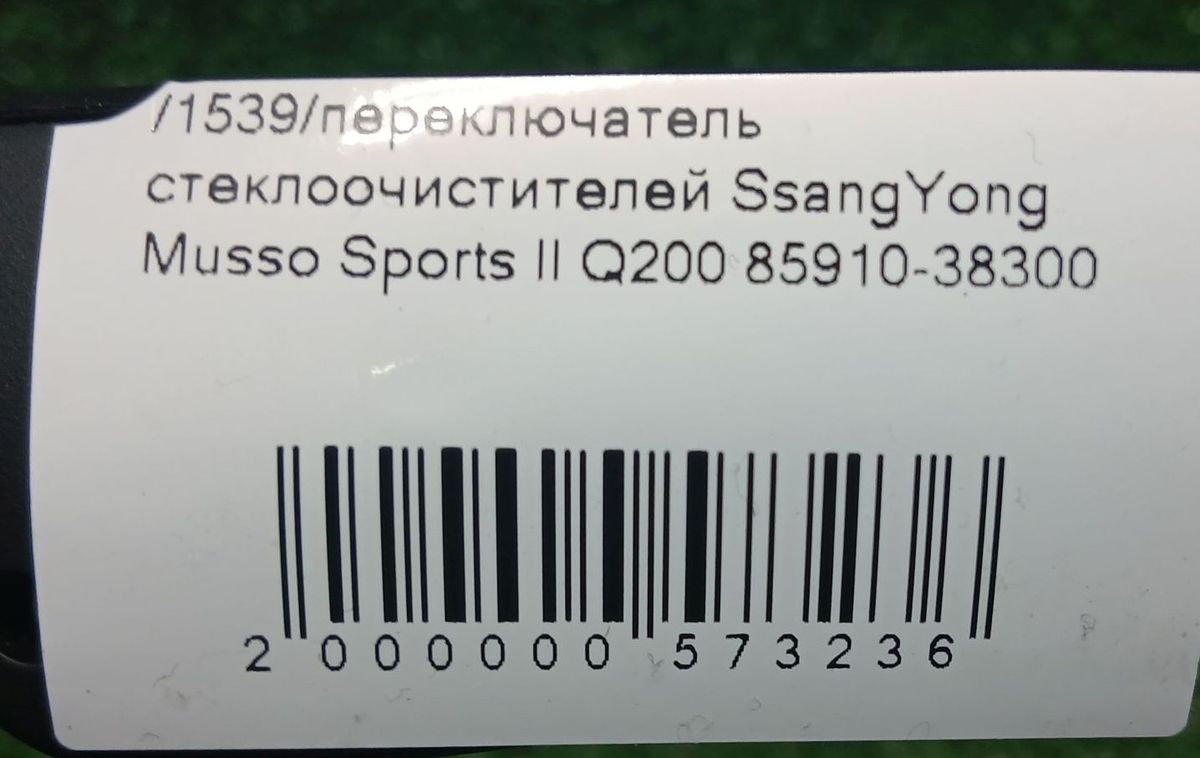 /1539/переключатель
стеклоочистителей SsangYong
Musso Sports II Q200 85910-38300
2 000000 573236